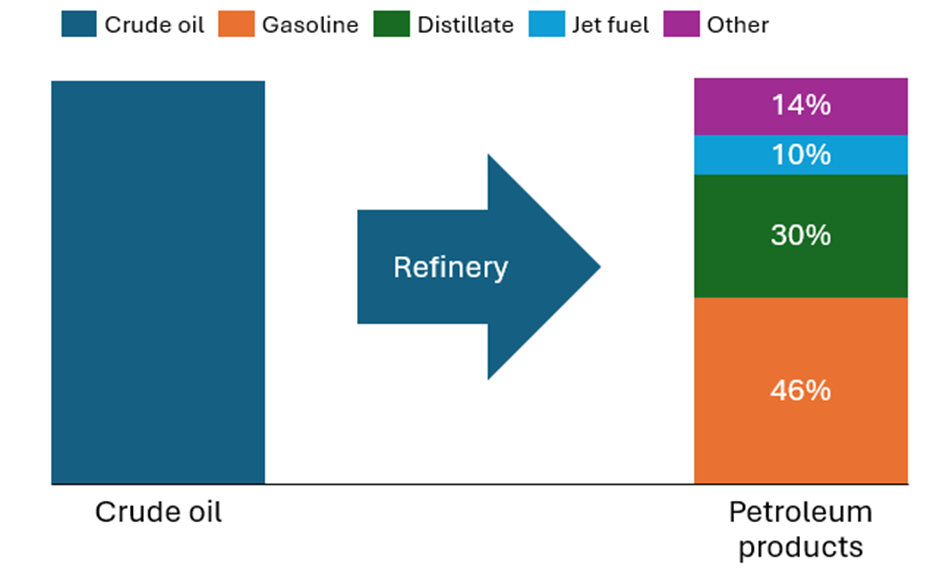 Crude oil Gasoline Distillate Jet fuel Other
14%
10%
30%
Refinery
46%
Crude oil
Petroleum
products